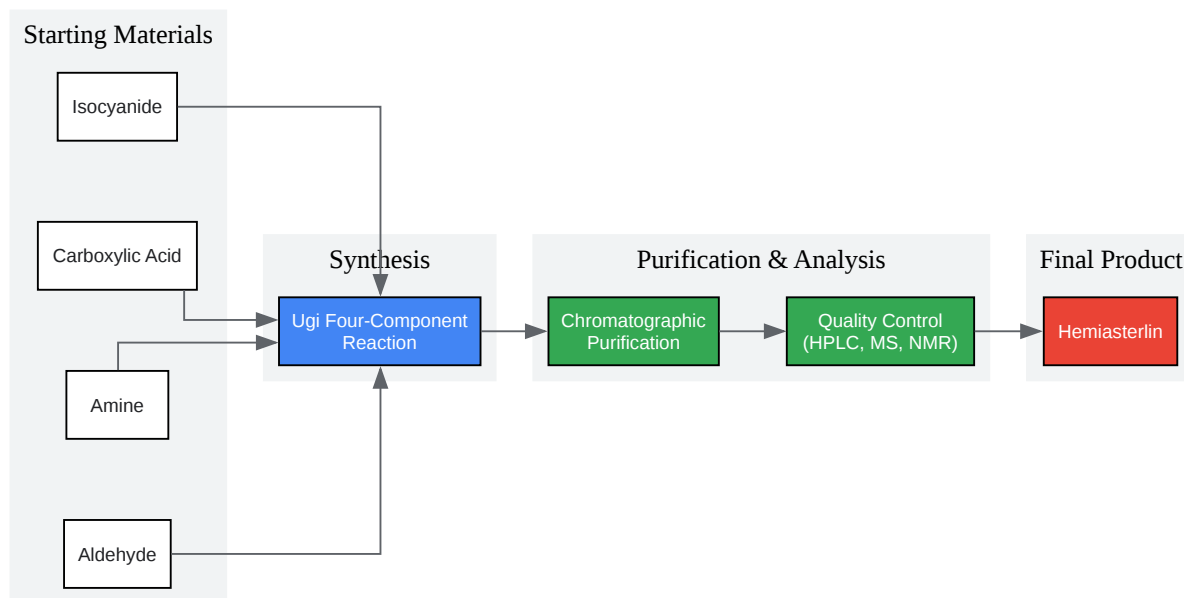 Starting Materials
Isocyanide
Carboxylic Acid
Amine
Aldehyde
Synthesis
Ugi Four-Component
Reaction
Purification & Analysis
Chromatographic
Purification
Quality Control
(HPLC, MS, NMR)
Final Product
Hemiasterlin